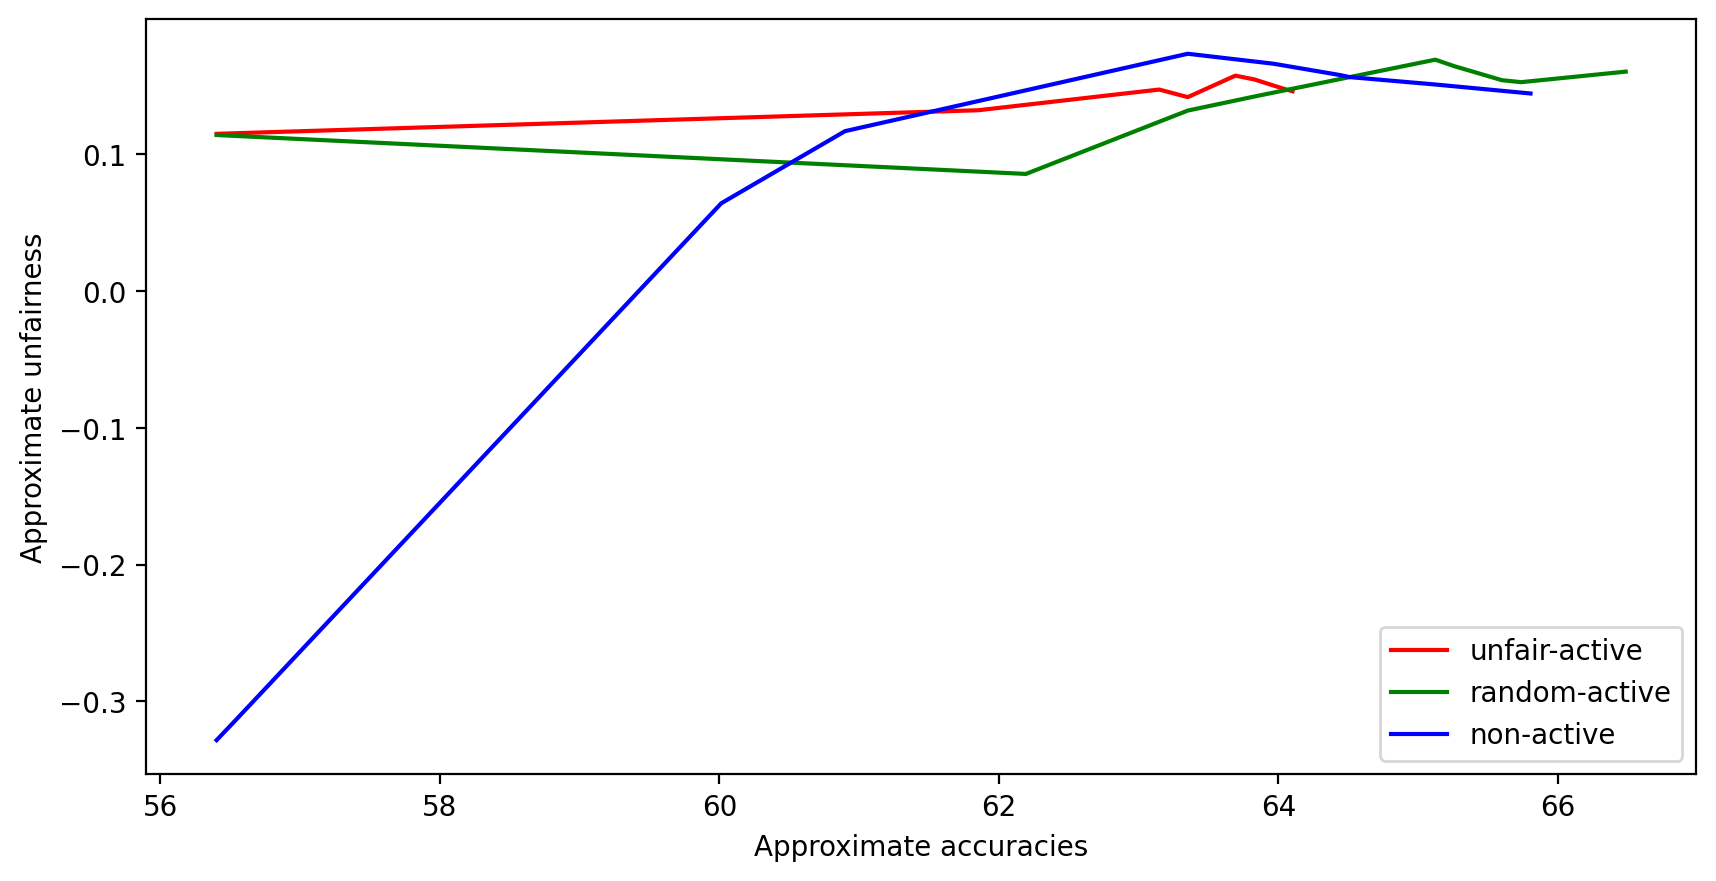 Approximate unfairness
0.1
0.0
−0.1
−0.2
−0.3
56
58
60
62
64
66
Approximate accuracies
unfair-active
random-active
non-active